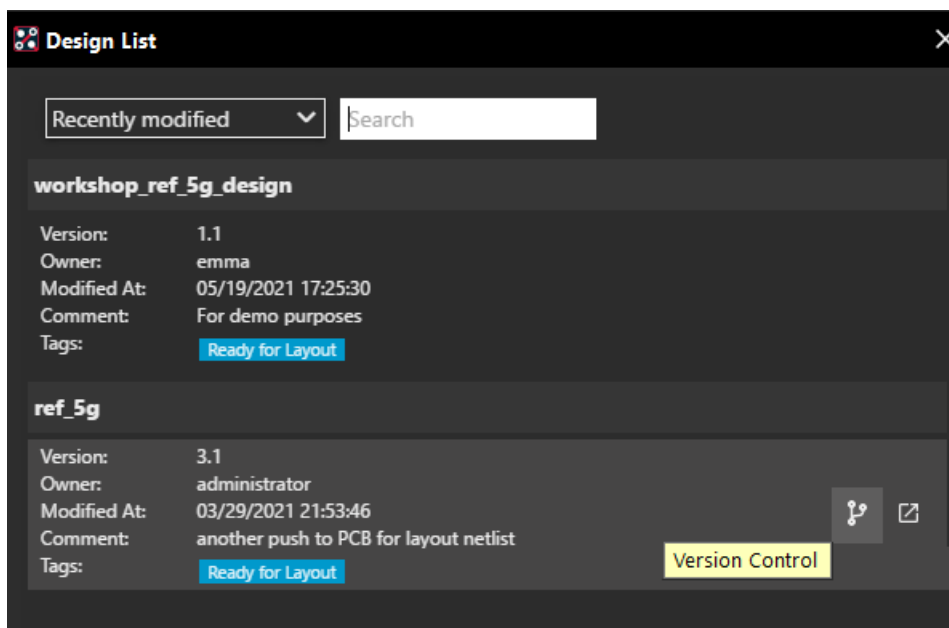 Design List
Recently modified
Search
workshop_ref_5g_design
Version: 1.1
Owner: emma
Modified At: 05/19/2021 17:25:30
Comment: For demo purposes
Tags: Ready for Layout
ref_5g
Version: 3.1
Owner: administrator
Modified At: 03/29/2021 21:53:46
Comment: another push to PCB for layout netlist
Tags: Ready for Layout
Version Control